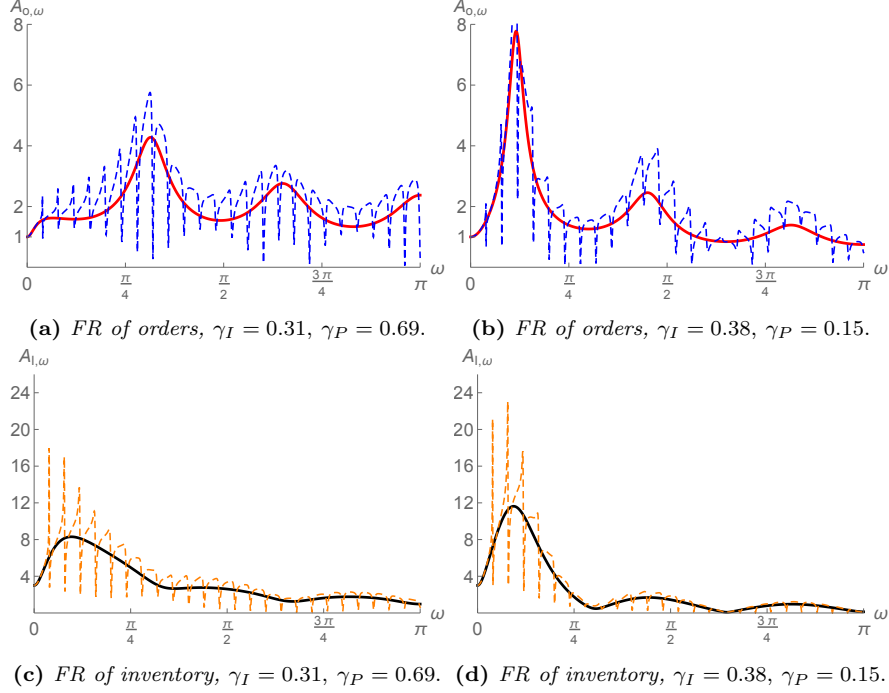 A_{o,ω}
8
6
4
2
1
0
π/4
π/2
3π/4
π
ω
(a) FR of orders, γ_I = 0.31, γ_P = 0.69.
A_{o,ω}
8
6
4
2
1
0
π/4
π/2
3π/4
π
ω
(b) FR of orders, γ_I = 0.38, γ_P = 0.15.
A_{I,ω}
24
20
16
12
8
4
0
π/4
π/2
3π/4
π
ω
(c) FR of inventory, γ_I = 0.31, γ_P = 0.69.
A_{I,ω}
24
20
16
12
8
4
0
π/4
π/2
3π/4
π
ω
(d) FR of inventory, γ_I = 0.38, γ_P = 0.15.